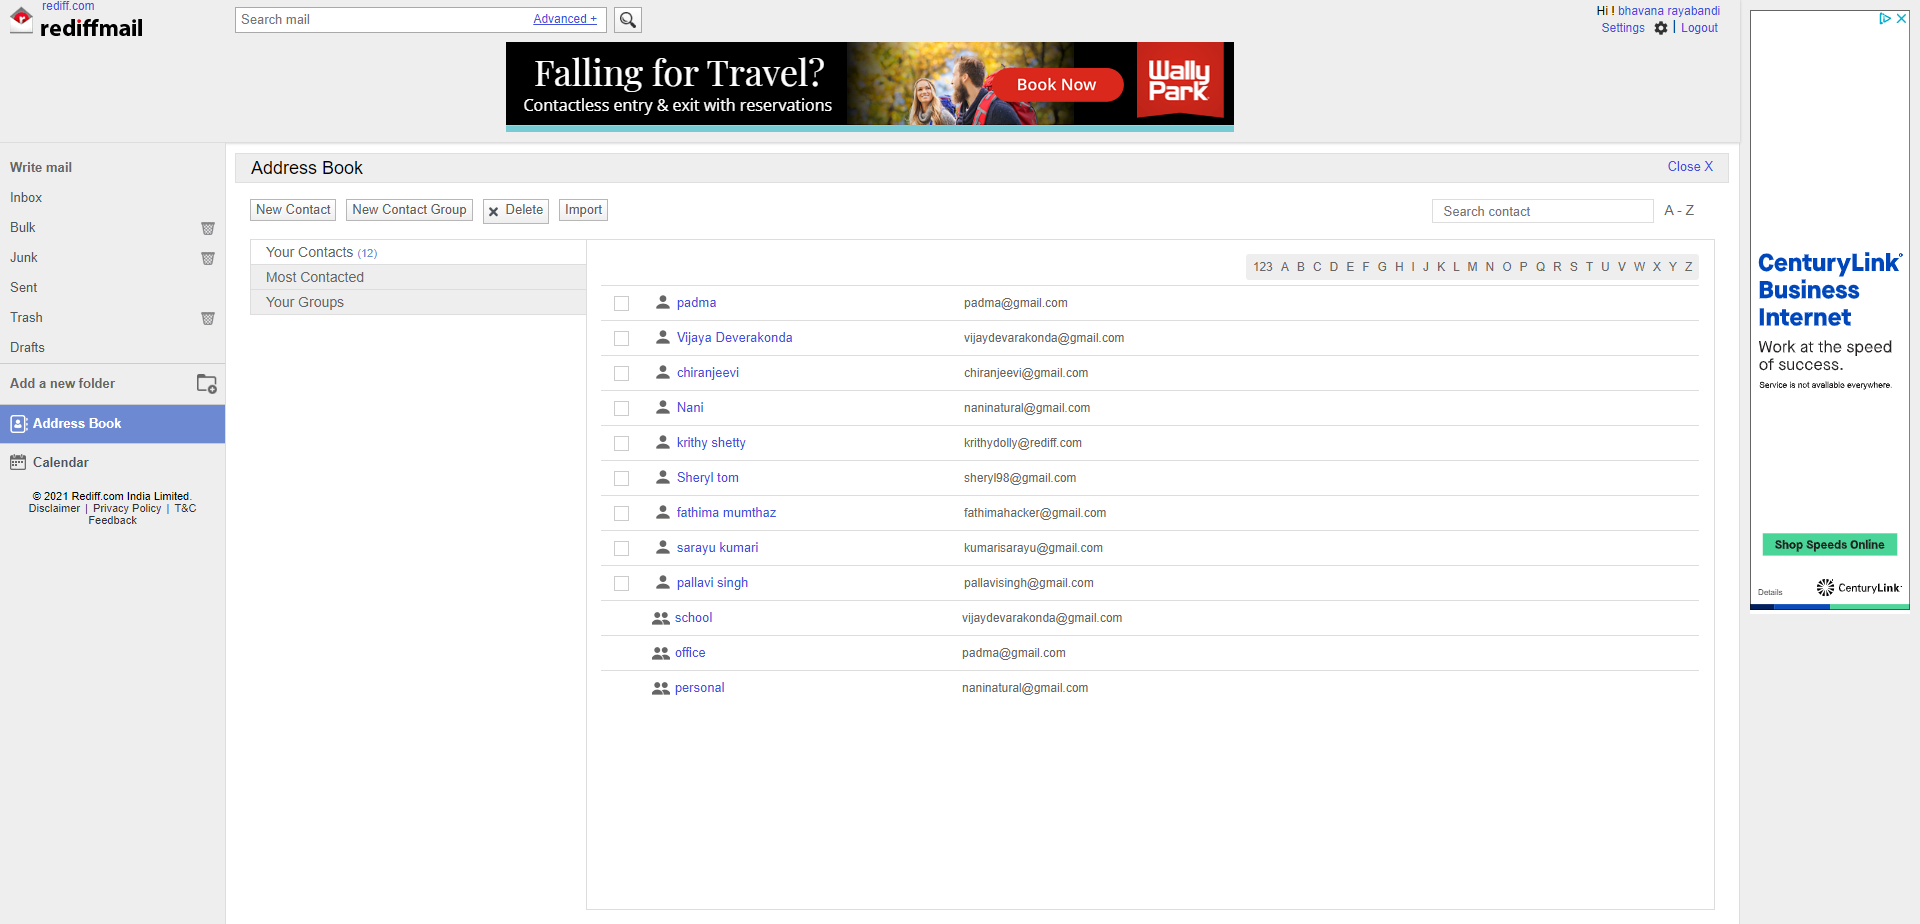 rediff.com
rediffmail
Search mail
Advanced +
Hi ! bhavana rayabandi
Settings | Logout
Falling for Travel?
Contactless entry & exit with reservations
Book Now
Wally Park
Write mail
Inbox
Bulk
Junk
Sent
Trash
Drafts
Add a new folder
Address Book
Calendar
© 2021 Rediff.com India Limited.
Disclaimer | Privacy Policy | T&C
Feedback
Address Book
Close X
New Contact
New Contact Group
Delete
Import
Search contact
A - Z
Your Contacts (12)
Most Contacted
Your Groups
123 A B C D E F G H I J K L M N O P Q R S T U V W X Y Z
padma padma@gmail.com
Vijaya Deverakonda vijaydevarakonda@gmail.com
chiranjeevi chiranjeevi@gmail.com
Nani naninatural@gmail.com
krithy shetty krithydolly@rediff.com
Sheryl tom sheryl98@gmail.com
fathima mumthaz fathimahacker@gmail.com
sarayu kumari kumarisarayu@gmail.com
pallavi singh pallavisingh@gmail.com
school vijaydevarakonda@gmail.com
office padma@gmail.com
personal naninatural@gmail.com
CenturyLink®
Business
Internet
Work at the speed
of success.
Service is not available everywhere.
Shop Speeds Online
Details
CenturyLink